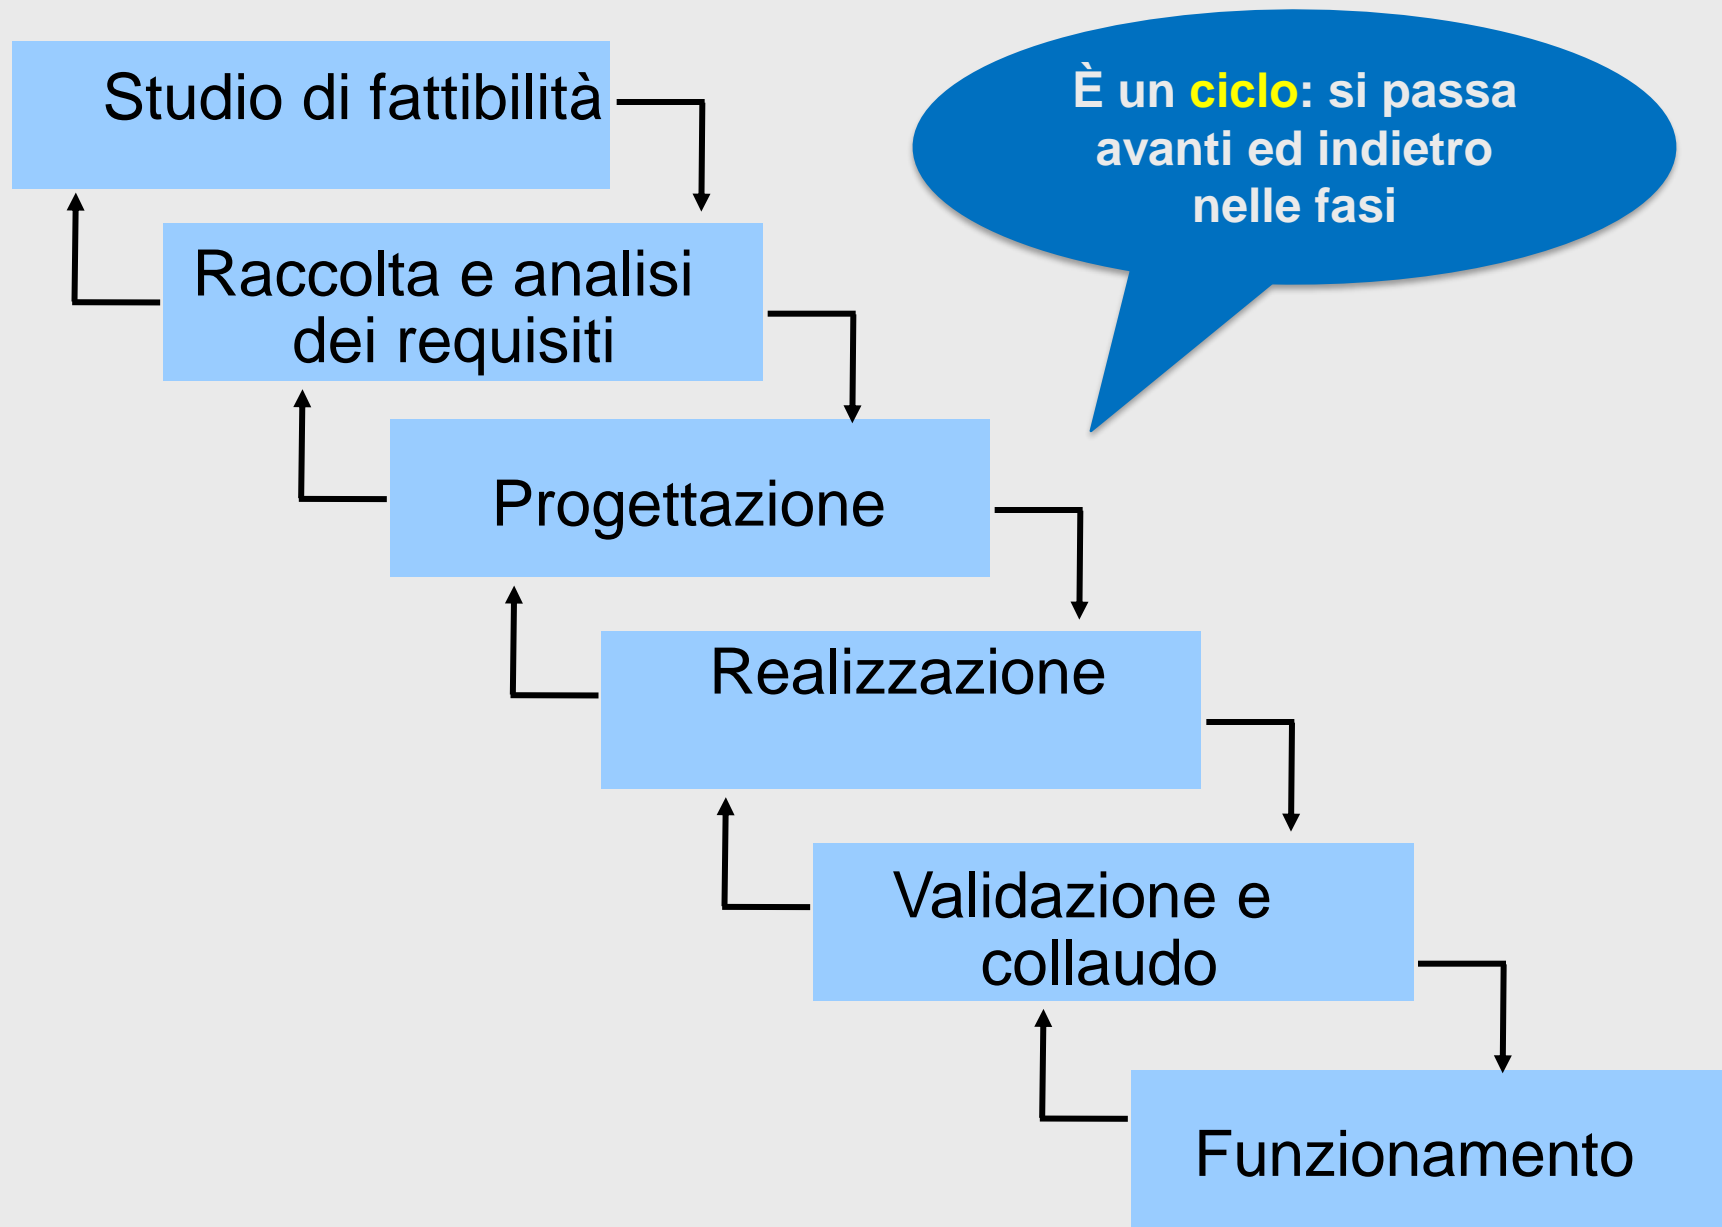 Studio di fattibilità
È un ciclo: si passa
avanti ed indietro
nelle fasi
Raccolta e analisi
dei requisiti
Progettazione
Realizzazione
Validazione e
collaudo
Funzionamento